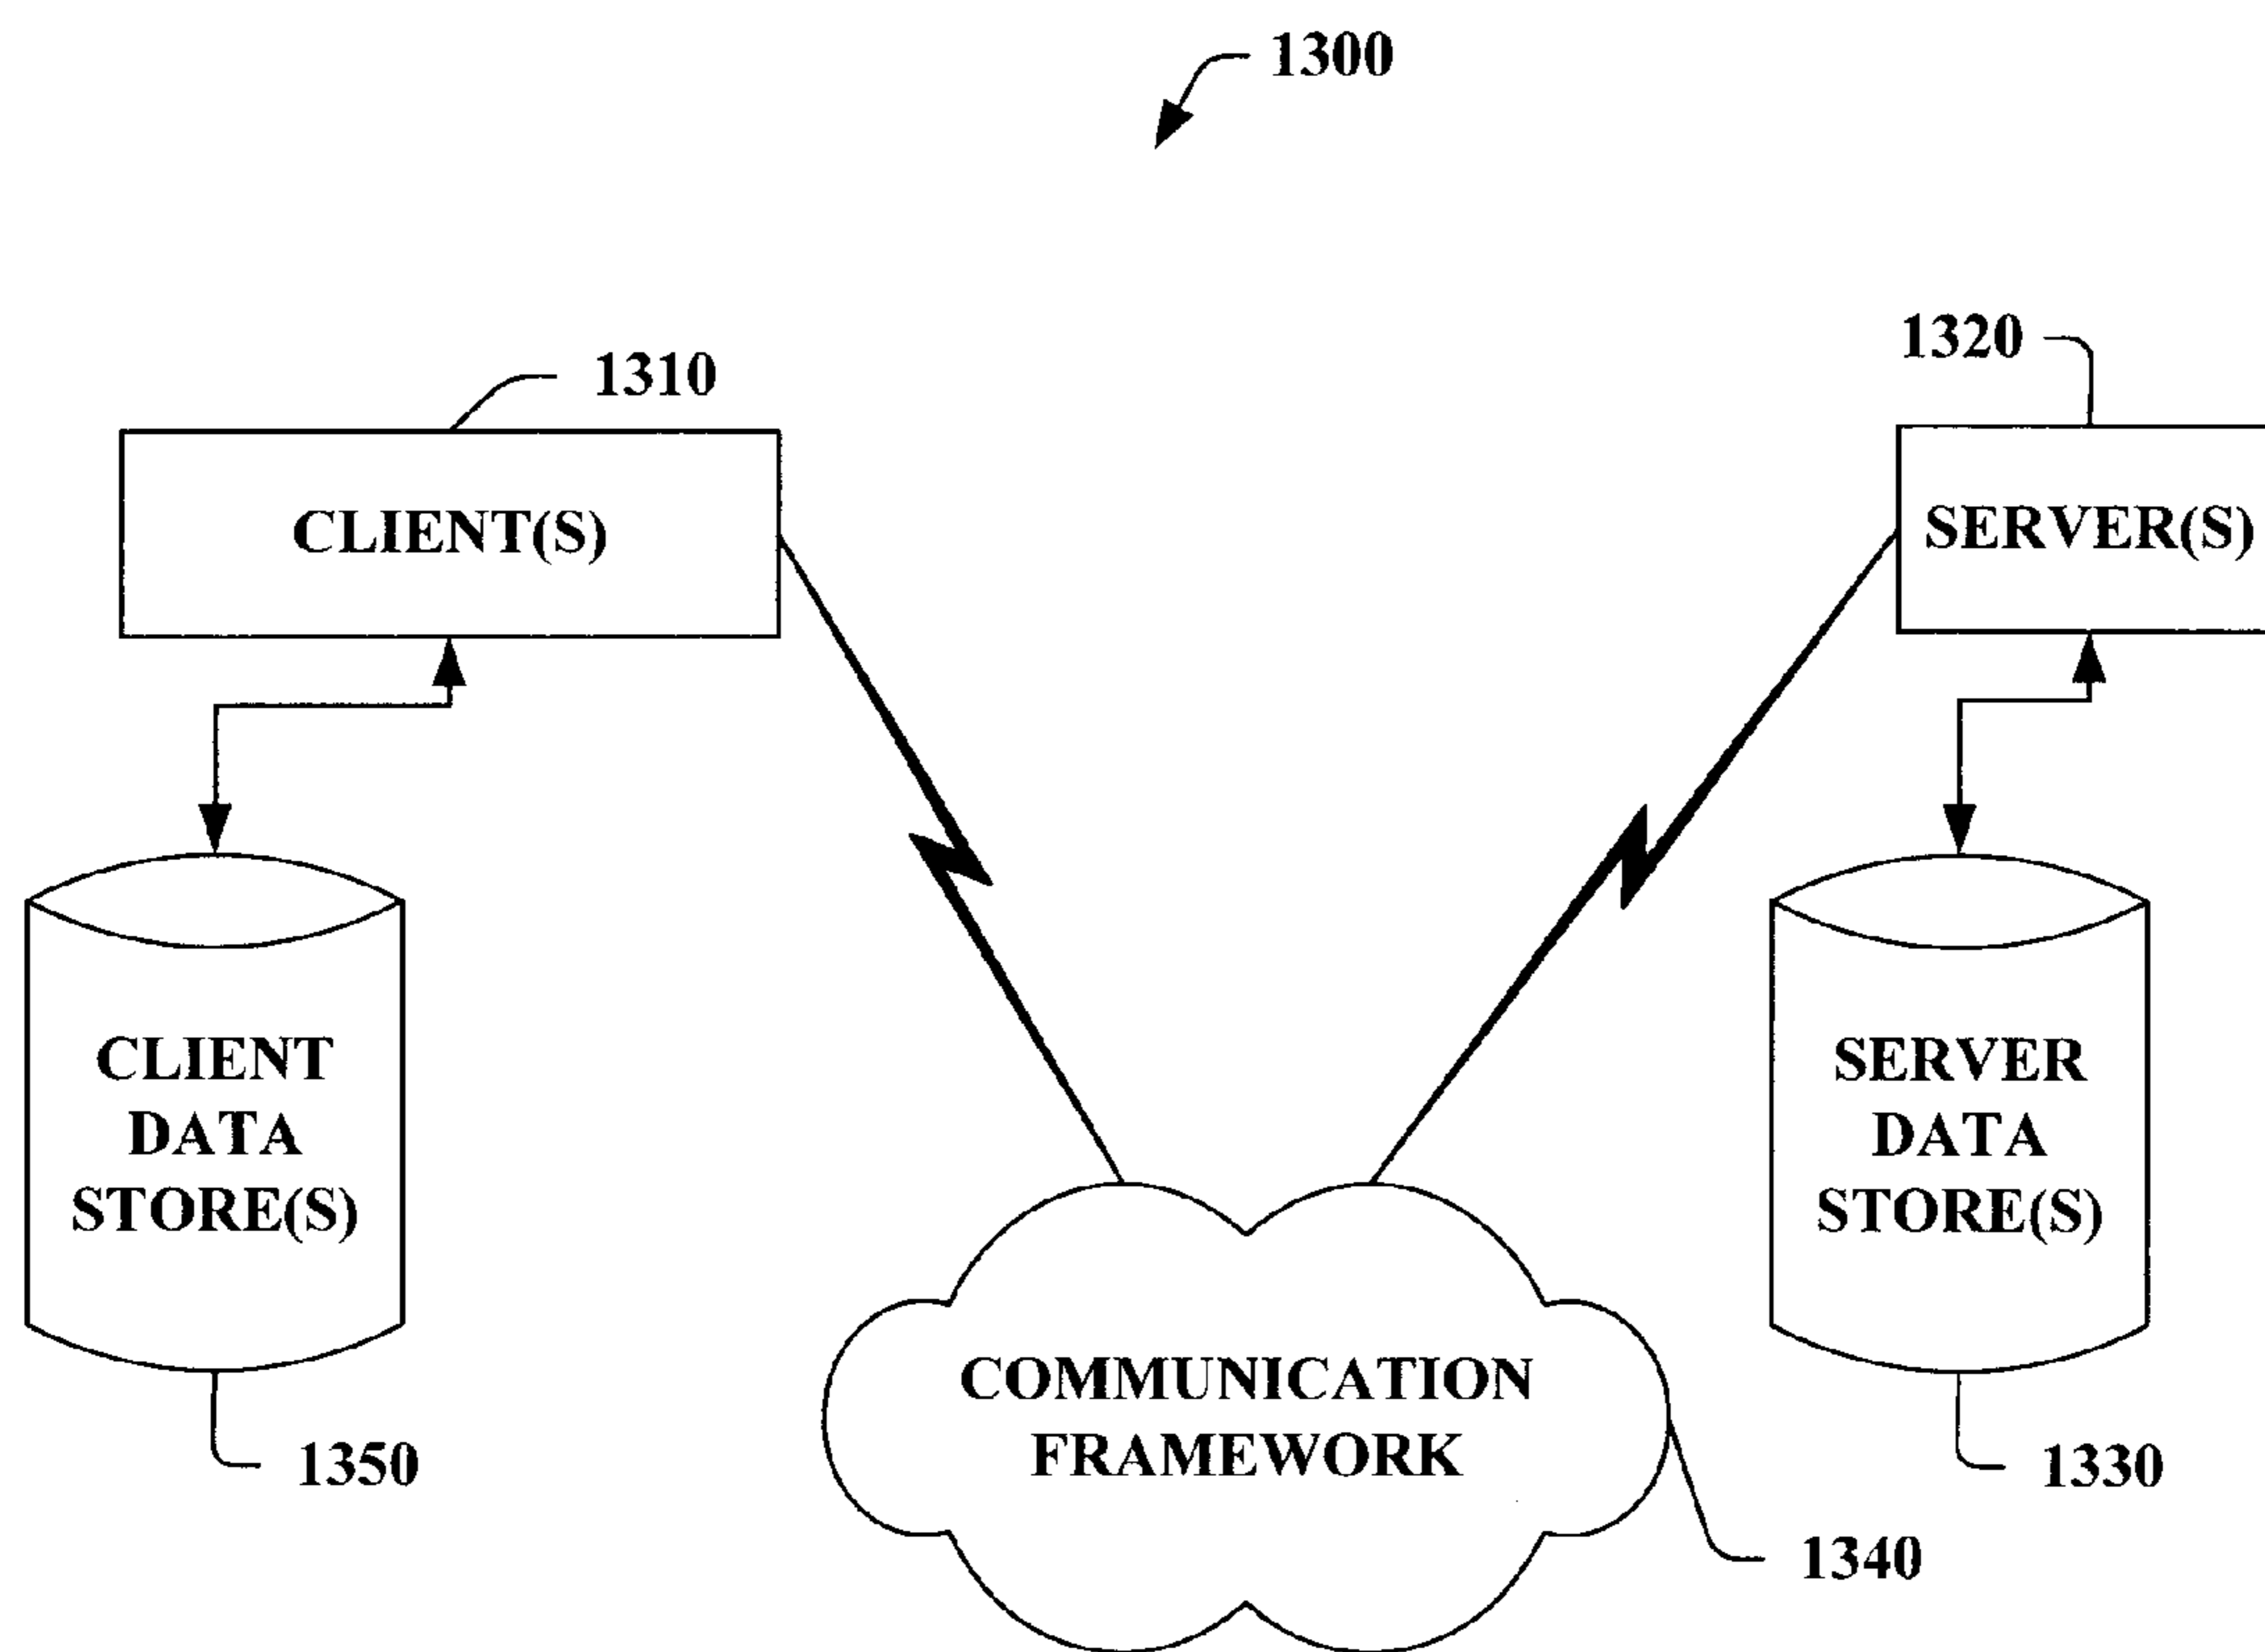 1300
1310
1320
CLIENT(S)
SERVER(S)
CLIENT
DATA
STORE(S)
SERVER
DATA
STORE(S)
COMMUNICATION
FRAMEWORK
1350
1330
1340